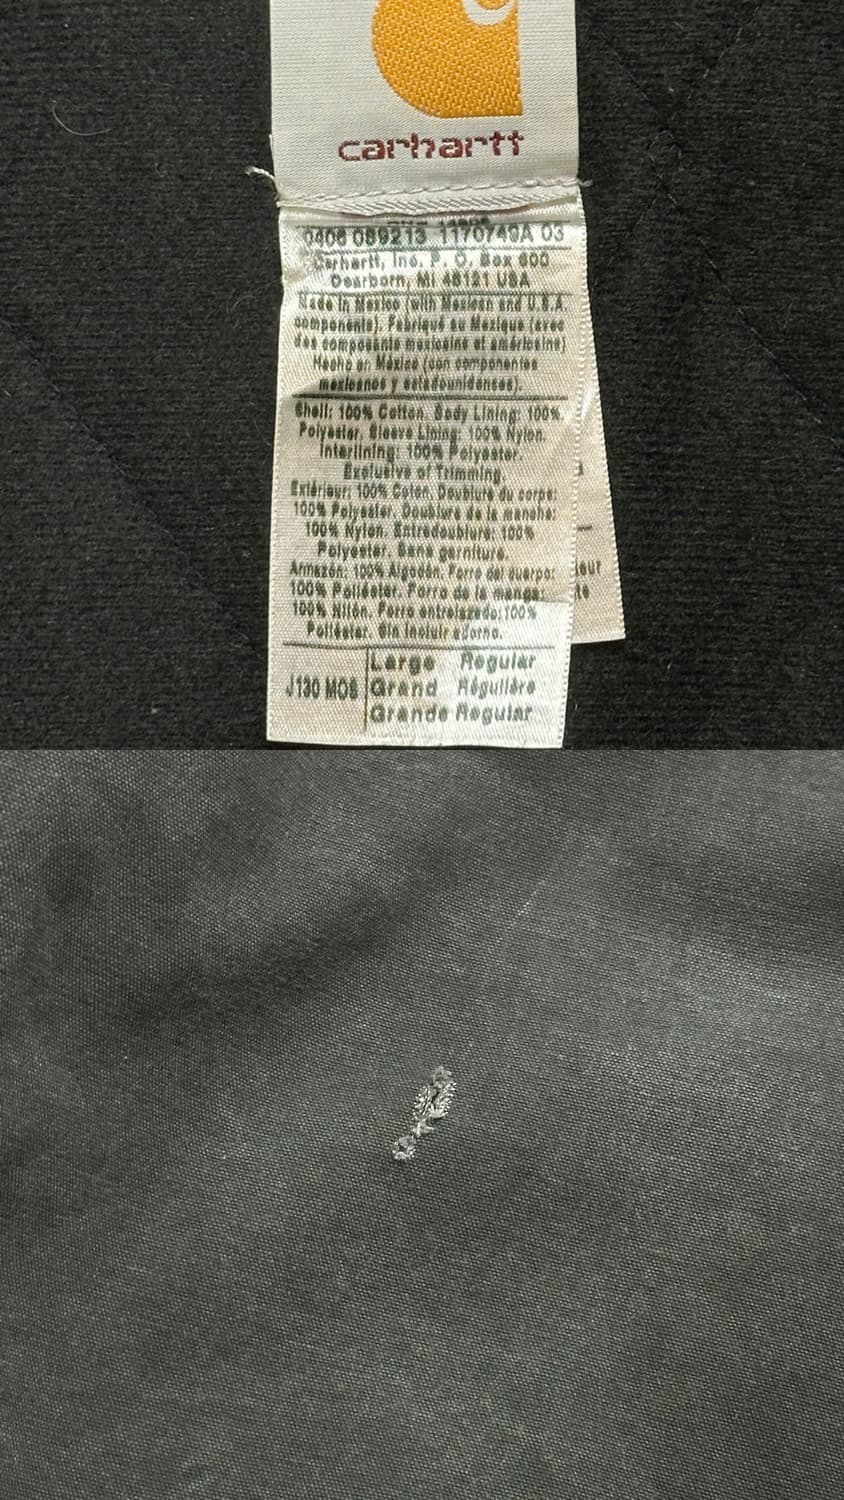 carhartt
0406 089213 1170749A 03
Carhartt, Inc. P. O. Box 600
Dearborn, MI 48121 USA
Made in Mexico (with Mexican and U.S.A
components). Fabriqué au Mexique (avec
des composants mexicains et américains)
Hecho en México (con componentes
mexicanos y estadounidenses).
Shell: 100% Cotton. Body Lining: 100%.
Polyester. Sleeve Lining: 100% Nylon.
Interlining: 100% Polyester.
Exclusive of Trimming.
Extérieur: 100% Coton. Doublure du corps:
100% Polyester. Doublure de la manche:
100% Nylon. Entredoublure: 100%
Polyester. Sans garniture.
Armazón: 100% Algodón. Forro del cuerpo:
100% Poliéster. Forro de la manga:
100% Nilón. Forro entrelazado:100%
Poliéster. Sin incluir adorno.
J130 MOS
Large Regular
Grand Régulière
Grande Regular